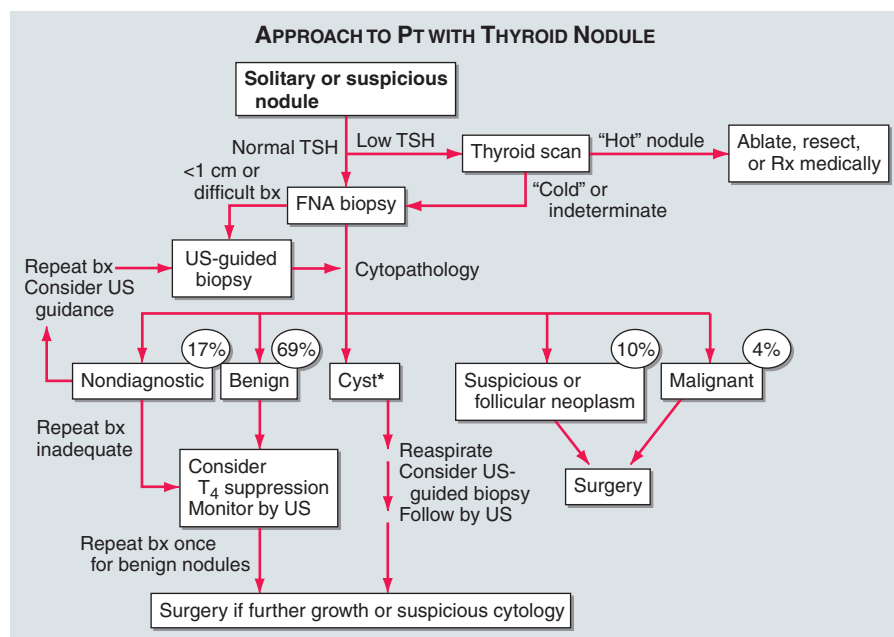 APPROACH TO PT WITH THYROID NODULE
Solitary or suspicious
nodule
Normal TSH
Low TSH
Thyroid scan
“Hot” nodule
Ablate, resect,
or Rx medically
<1 cm or
difficult bx
FNA biopsy
“Cold” or
indeterminate
Repeat bx
Consider US
guidance
US-guided
biopsy
Cytopathology
17%
Nondiagnostic
69%
Benign
Cyst*
10%
Suspicious or
follicular neoplasm
4%
Malignant
Repeat bx
inadequate
Consider
T4 suppression
Monitor by US
Reaspirate
Consider US-
guided biopsy
Follow by US
Surgery
Repeat bx once
for benign nodules
Surgery if further growth or suspicious cytology